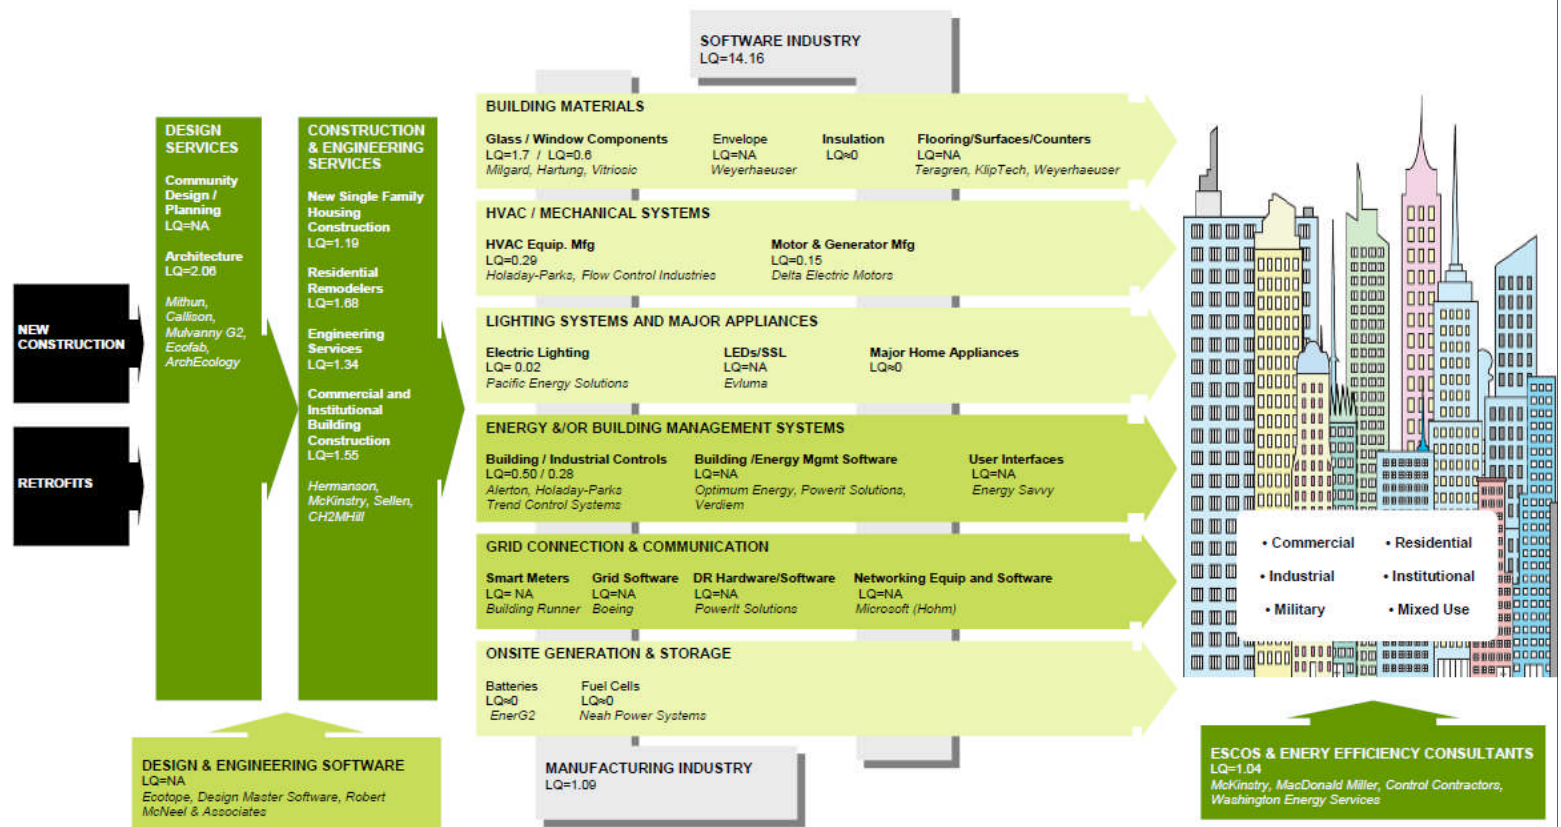 SOFTWARE INDUSTRY
LQ=14.16
NEW
CONSTRUCTION
RETROFITS
DESIGN
SERVICES
Community
Design /
Planning
LQ=NA
Architecture
LQ=2.06
Mithun,
Callison,
Mulvanny G2,
Ecofab,
ArchEcology
CONSTRUCTION
& ENGINEERING
SERVICES
New Single Family
Housing
Construction
LQ=1.19
Residential
Remodelers
LQ=1.68
Engineering
Services
LQ=1.34
Commercial and
Institutional
Building
Construction
LQ=1.55
Hermanson,
McKinstry, Sellen,
CH2MHill
BUILDING MATERIALS
Glass / Window Components
LQ=1.7 / LQ=0.6
Milgard, Hartung, Vitriosic
Envelope
LQ=NA
Weyerhaeuser
Insulation
LQ≈0
Flooring/Surfaces/Counters
LQ=NA
Teragren, KlipTech, Weyerhaeuser
HVAC / MECHANICAL SYSTEMS
HVAC Equip. Mfg
LQ=0.29
Holaday-Parks, Flow Control Industries
Motor & Generator Mfg
LQ=0.15
Delta Electric Motors
LIGHTING SYSTEMS AND MAJOR APPLIANCES
Electric Lighting
LQ= 0.02
Pacific Energy Solutions
LEDs/SSL
LQ=NA
Evluma
Major Home Appliances
LQ≈0
ENERGY &/OR BUILDING MANAGEMENT SYSTEMS
Building / Industrial Controls
LQ=0.50 / 0.28
Alerton, Holaday-Parks
Trend Control Systems
Building /Energy Mgmt Software
LQ=NA
Optimum Energy, Powerit Solutions,
Verdiem
User Interfaces
LQ=NA
Energy Savvy
GRID CONNECTION & COMMUNICATION
Smart Meters
LQ= NA
Building Runner
Grid Software
LQ=NA
Boeing
DR Hardware/Software
LQ=NA
PowerIt Solutions
Networking Equip and Software
LQ=NA
Microsoft (Hohm)
ONSITE GENERATION & STORAGE
Batteries
LQ≈0
EnerG2
Fuel Cells
LQ≈0
Neah Power Systems
• Commercial
• Residential
• Industrial
• Institutional
• Military
• Mixed Use
DESIGN & ENGINEERING SOFTWARE
LQ=NA
Ecotope, Design Master Software, Robert
McNeel & Associates
MANUFACTURING INDUSTRY
LQ=1.09
ESCOS & ENERY EFFICIENCY CONSULTANTS
LQ=1.04
McKinstry, MacDonald Miller, Control Contractors,
Washington Energy Services